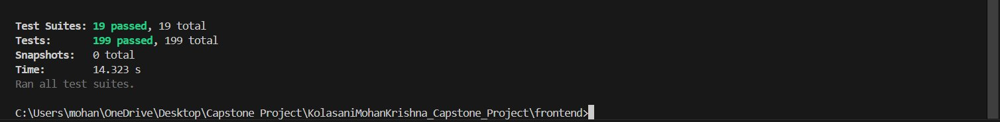 Test Suites: 19 passed, 19 total
Tests:       199 passed, 199 total
Snapshots:   0 total
Time:        14.323 s
Ran all test suites.
C:\Users\mohan\OneDrive\Desktop\Capstone Project\KolasaniMohanKrishna_Capstone_Project\frontend>